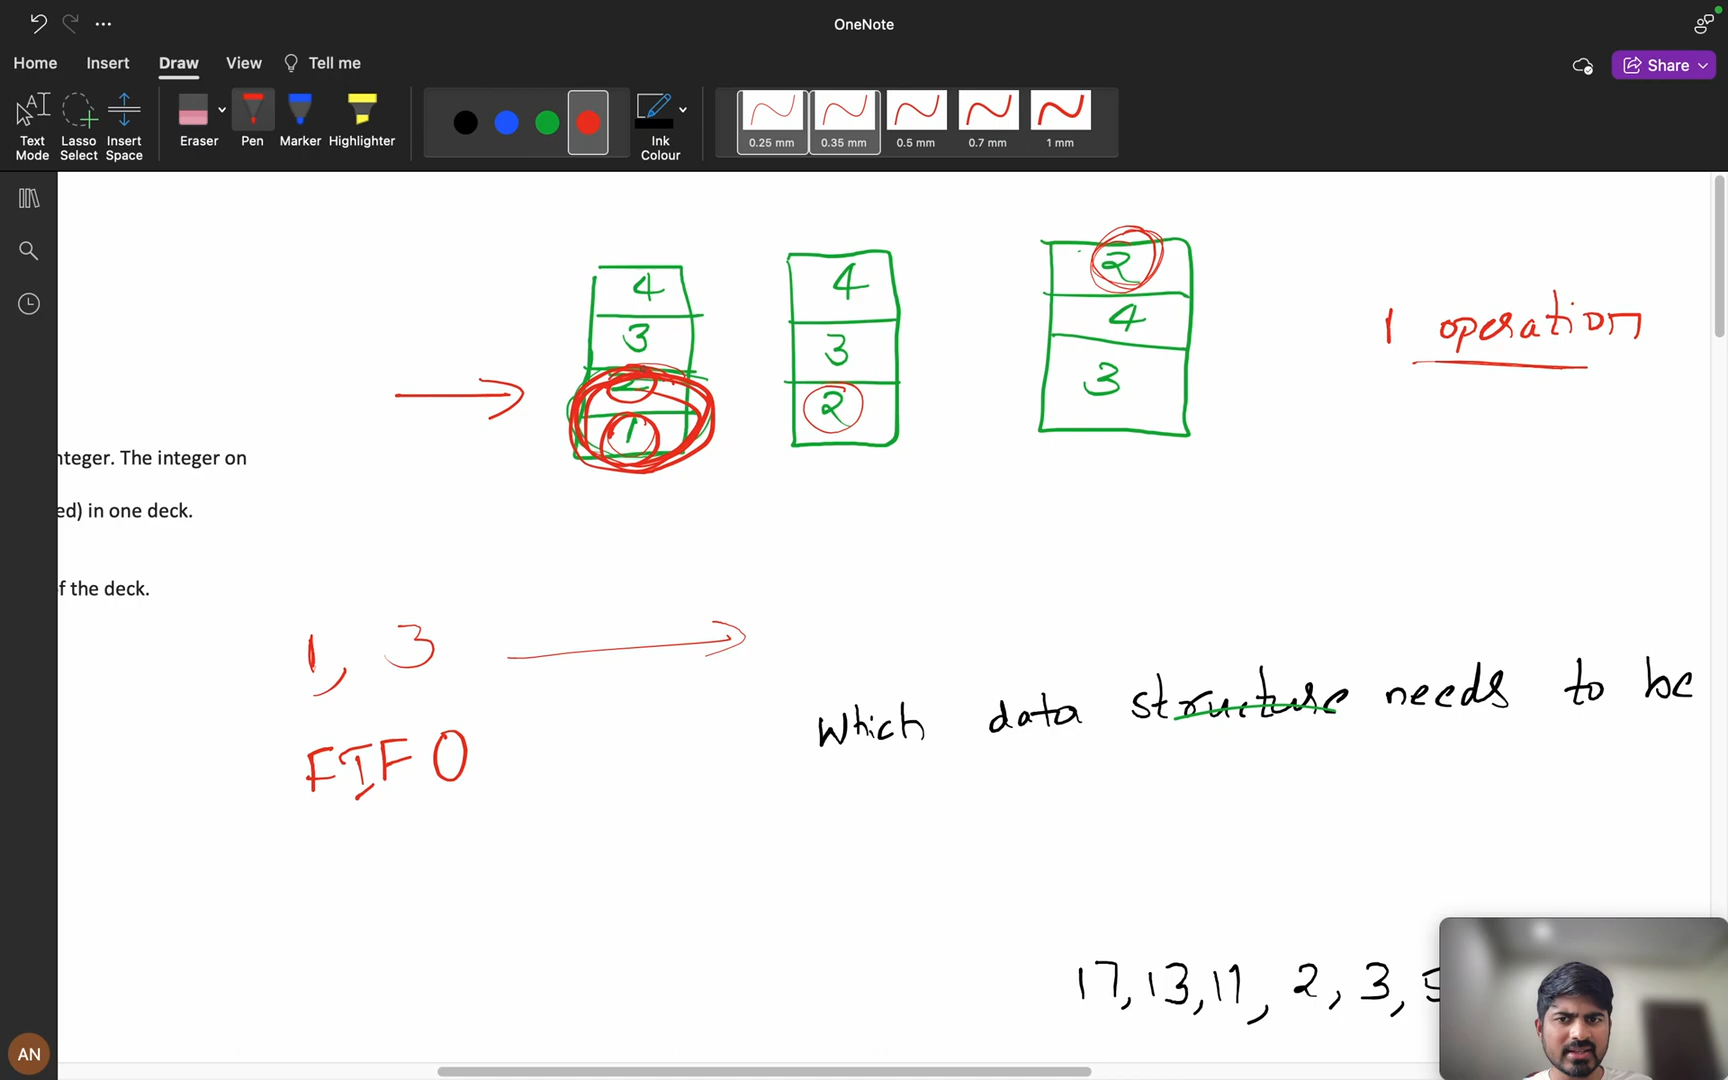 OneNote
Home Insert Draw View Tell me
Share
Text Mode
Lasso Select
Insert Space
Eraser
Pen
Marker
Highlighter
Ink Colour
0.25 mm
0.35 mm
0.5 mm
0.7 mm
1 mm
4
3
2
1
4
3
2
2
4
3
1 operation
nteger. The integer on
ed) in one deck.
f the deck.
1, 3
FIFO
which data structure needs to be
17, 13, 11, 2, 3, 5
AN